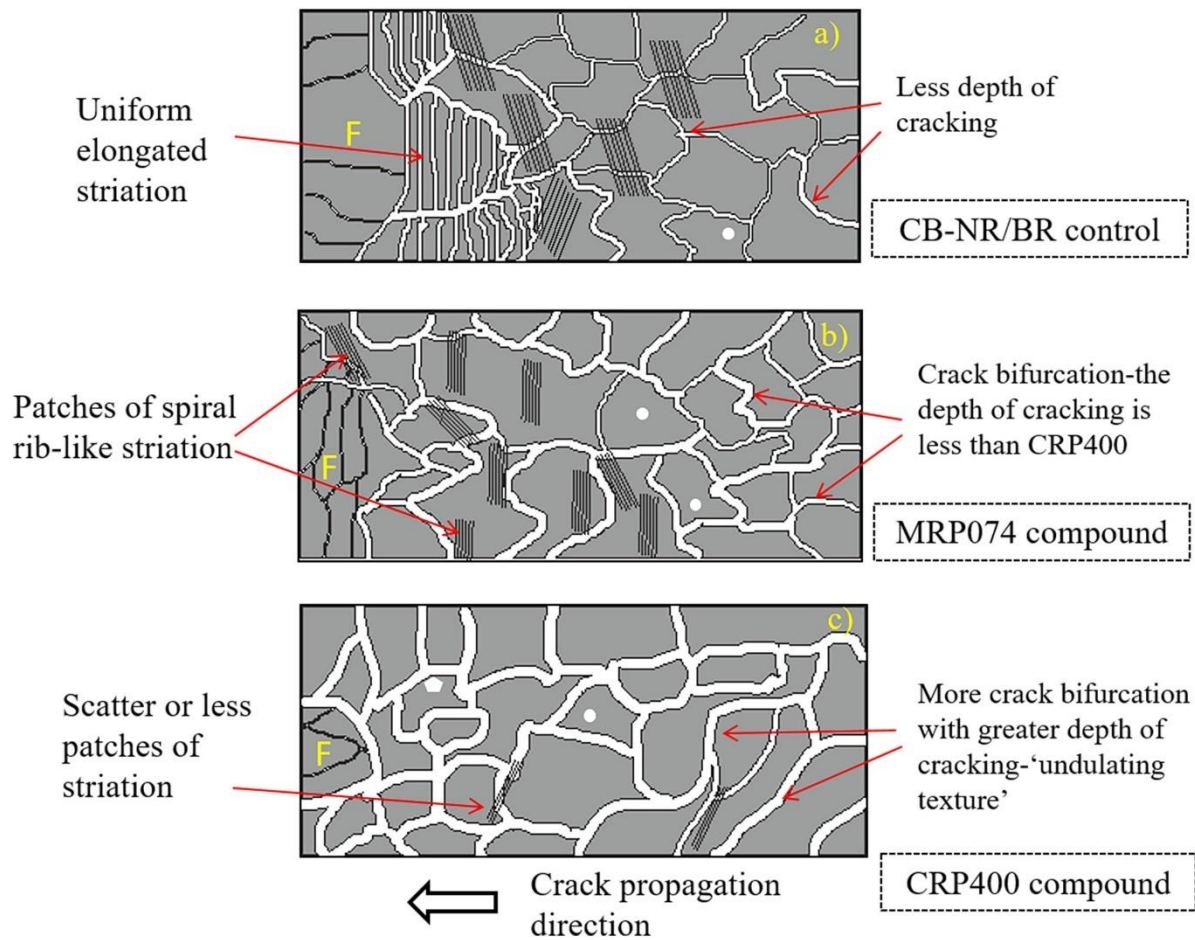 a)
Uniform
elongated
striation
F
Less depth of
cracking
CB-NR/BR control
b)
Patches of spiral
rib-like striation
F
Crack bifurcation-the
depth of cracking is
less than CRP400
MRP074 compound
c)
Scatter or less
patches of
striation
F
More crack bifurcation
with greater depth of
cracking-‘undulating
texture’
CRP400 compound
Crack propagation
direction